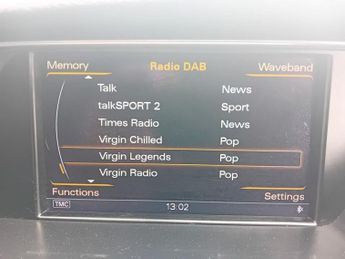 Memory Radio DAB Waveband
Talk News
talkSPORT 2 Sport
Times Radio News
Virgin Chilled Pop
Virgin Legends Pop
Virgin Radio Pop
Functions Settings
TMC 13:02